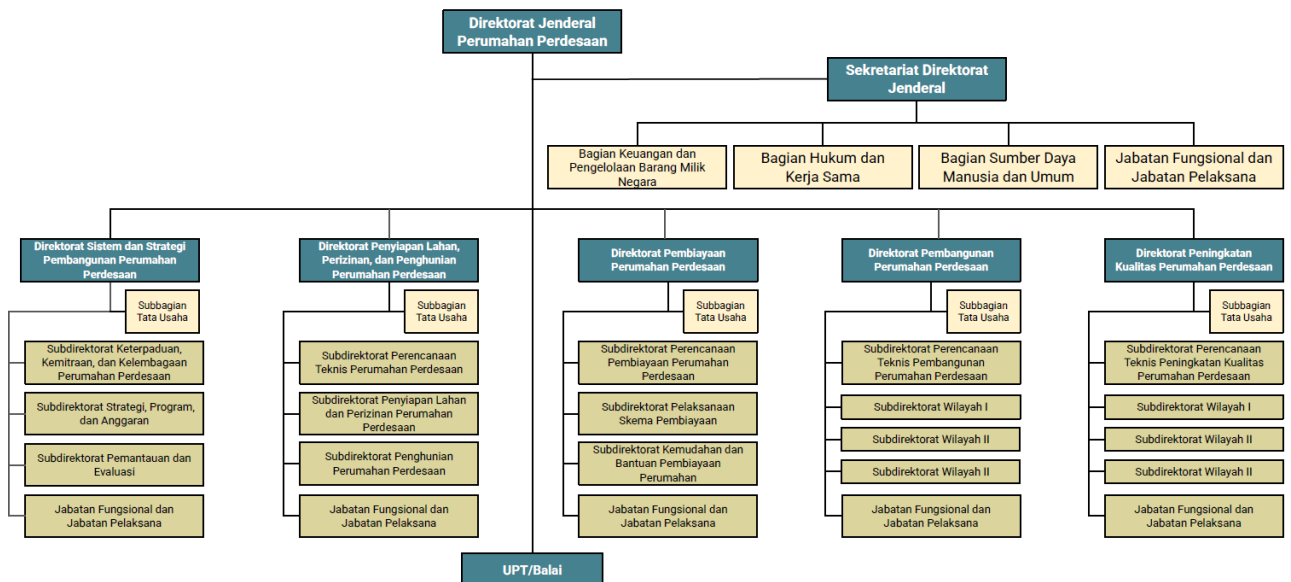 Direktorat Jenderal
Perumahan Perdesaan
Sekretariat Direktorat
Jenderal
Bagian Keuangan dan
Pengelolaan Barang Milik
Negara
Bagian Hukum dan
Kerja Sama
Bagian Sumber Daya
Manusia dan Umum
Jabatan Fungsional dan
Jabatan Pelaksana
Direktorat Sistem dan Strategi
Pembangunan Perumahan
Perdesaan
Subbagian
Tata Usaha
Subdirektorat Keterpaduan,
Kemitraan, dan Kelembagaan
Perumahan Perdesaan
Subdirektorat Strategi, Program,
dan Anggaran
Subdirektorat Pemantauan dan
Evaluasi
Jabatan Fungsional dan
Jabatan Pelaksana
Direktorat Penyiapan Lahan,
Perizinan, dan Penghunian
Perumahan Perdesaan
Subbagian
Tata Usaha
Subdirektorat Perencanaan
Teknis Perumahan Perdesaan
Subdirektorat Penyiapan Lahan
dan Perizinan Perumahan
Perdesaan
Subdirektorat Penghunian
Perumahan Perdesaan
Jabatan Fungsional dan
Jabatan Pelaksana
Direktorat Pembiayaan
Perumahan Perdesaan
Subbagian
Tata Usaha
Subdirektorat Perencanaan
Pembiayaan Perumahan
Perdesaan
Subdirektorat Pelaksanaan
Skema Pembiayaan
Subdirektorat Kemudahan dan
Bantuan Pembiayaan
Perumahan
Jabatan Fungsional dan
Jabatan Pelaksana
Direktorat Pembangunan
Perumahan Perdesaan
Subbagian
Tata Usaha
Subdirektorat Perencanaan
Teknis Pembangunan
Perumahan Perdesaan
Subdirektorat Wilayah I
Subdirektorat Wilayah II
Subdirektorat Wilayah II
Jabatan Fungsional dan
Jabatan Pelaksana
Direktorat Peningkatan
Kualitas Perumahan Perdesaan
Subbagian
Tata Usaha
Subdirektorat Perencanaan
Teknis Peningkatan Kualitas
Perumahan Perdesaan
Subdirektorat Wilayah I
Subdirektorat Wilayah II
Subdirektorat Wilayah II
Jabatan Fungsional dan
Jabatan Pelaksana
UPT/Balai